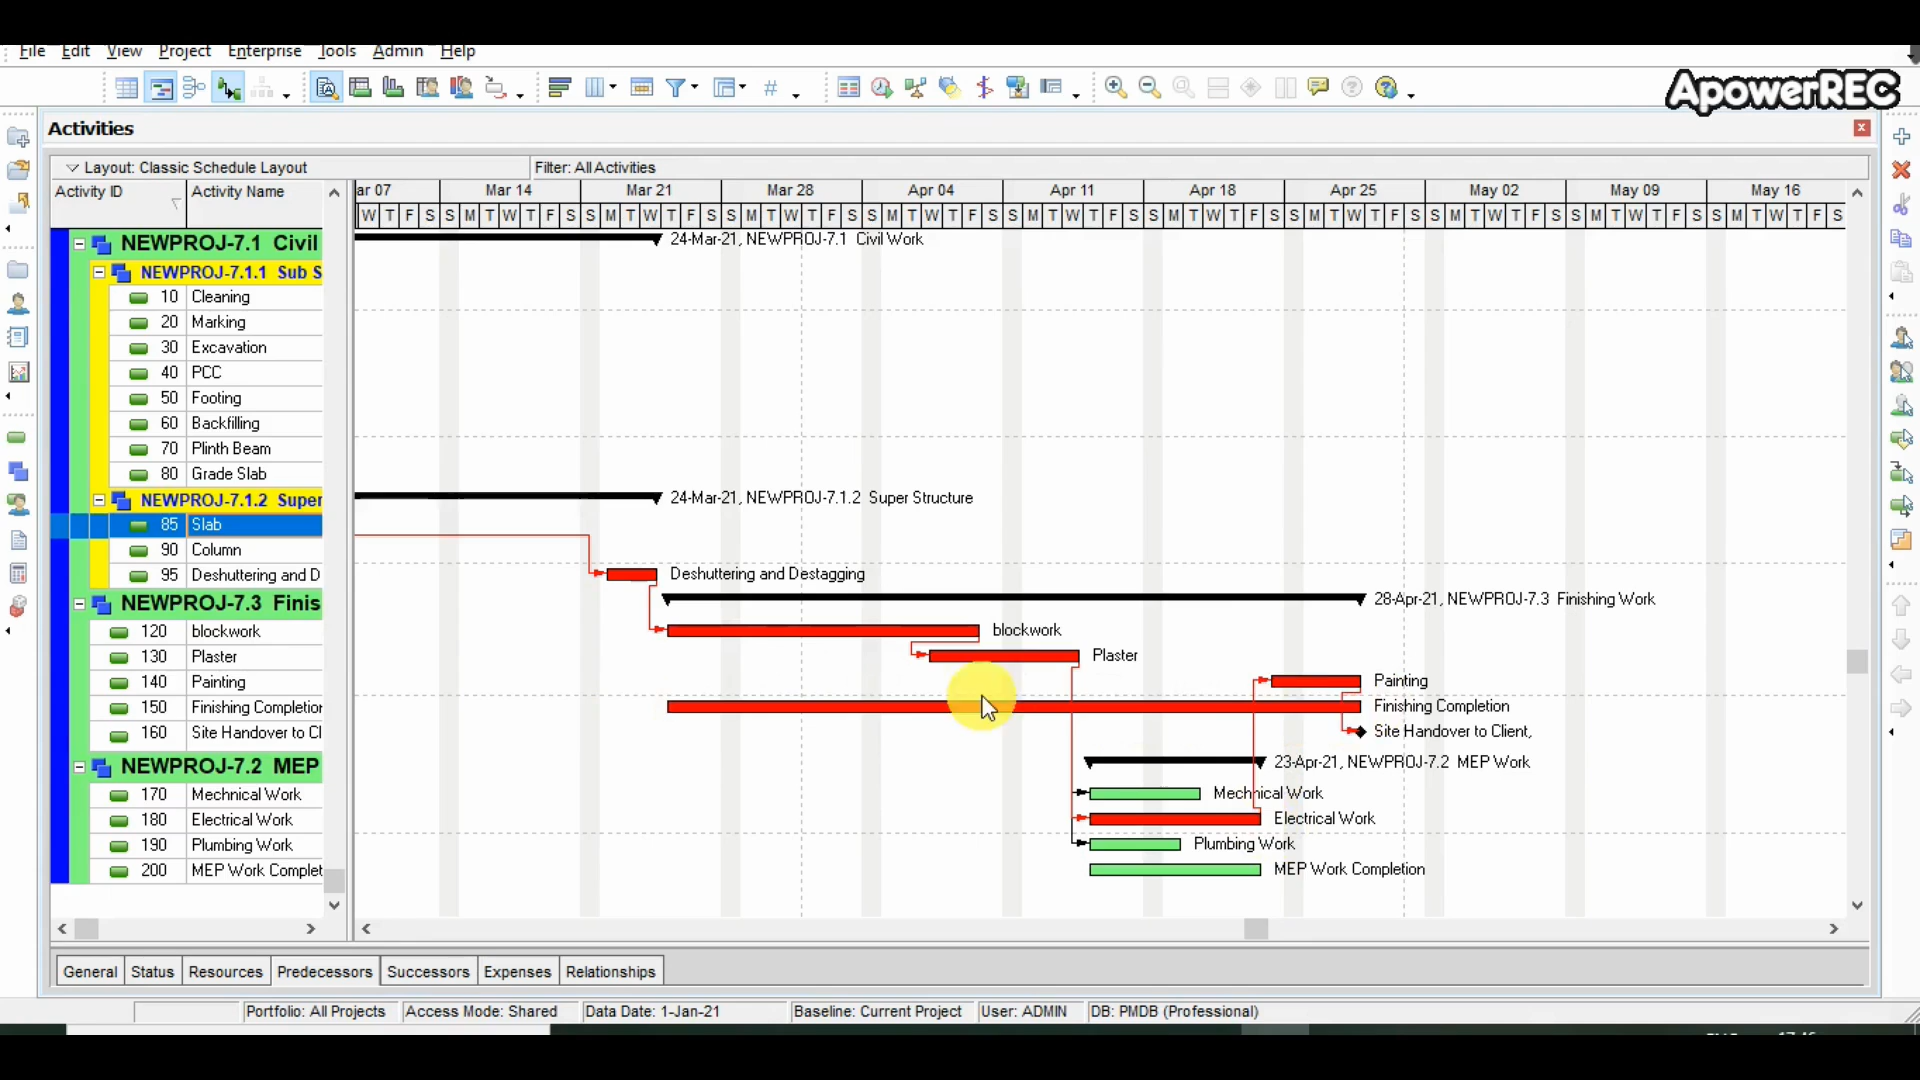 File Edit View Project Enterprise Tools Admin Help
ApowerREC
Activities
Layout: Classic Schedule Layout
Filter: All Activities
Activity ID
Activity Name
ar 07
Mar 14
Mar 21
Mar 28
Apr 04
Apr 11
Apr 18
Apr 25
May 02
May 09
May 16
W T F S S M T W T F S S M T W T F S S M T W T F S S M T W T F S S M T W T F S S M T W T F S S M T W T F S S M T W T F S S M T W T F S S M T W T F S
NEWPROJ-7.1 Civil
24-Mar-21, NEWPROJ-7.1 Civil Work
NEWPROJ-7.1.1 Sub S
10 Cleaning
20 Marking
30 Excavation
40 PCC
50 Footing
60 Backfilling
70 Plinth Beam
80 Grade Slab
NEWPROJ-7.1.2 Super
24-Mar-21, NEWPROJ-7.1.2 Super Structure
85 Slab
90 Column
95 Deshuttering and D
Deshuttering and Destagging
NEWPROJ-7.3 Finis
28-Apr-21, NEWPROJ-7.3 Finishing Work
120 blockwork
blockwork
130 Plaster
Plaster
140 Painting
Painting
150 Finishing Completion
Finishing Completion
160 Site Handover to Cl
Site Handover to Client,
NEWPROJ-7.2 MEP
23-Apr-21, NEWPROJ-7.2 MEP Work
170 Mechnical Work
Mechnical Work
180 Electrical Work
Electrical Work
190 Plumbing Work
Plumbing Work
200 MEP Work Complet
MEP Work Completion
General Status Resources Predecessors Successors Expenses Relationships
Portfolio: All Projects
Access Mode: Shared
Data Date: 1-Jan-21
Baseline: Current Project
User: ADMIN
DB: PMDB (Professional)